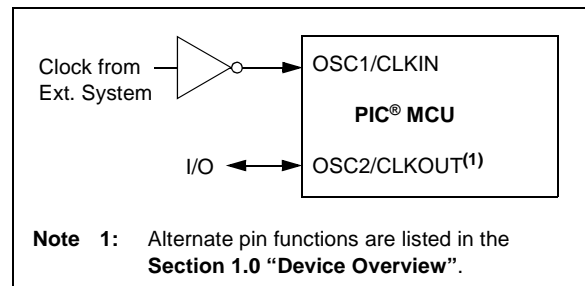 Clock from
Ext. System
OSC1/CLKIN
PIC® MCU
I/O
OSC2/CLKOUT(1)
Note 1: Alternate pin functions are listed in the
Section 1.0 “Device Overview”.